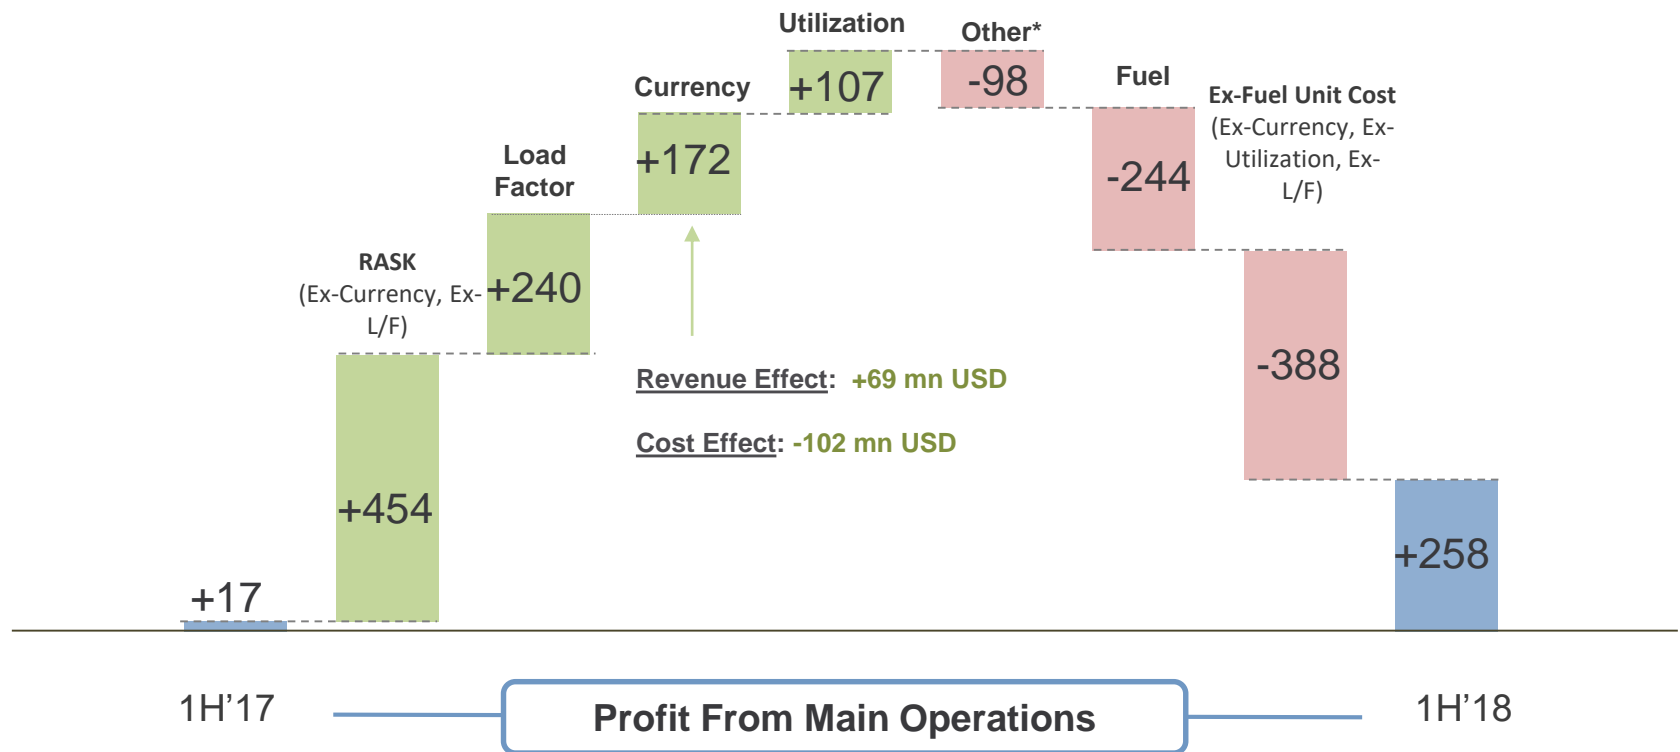 Utilization
Other*
+107
-98
Currency
Fuel
Ex-Fuel Unit Cost
(Ex-Currency, Ex-
Utilization, Ex-
L/F)
+172
-244
Load
Factor
+240
RASK
(Ex-Currency, Ex-
L/F)
-388
Revenue Effect: +69 mn USD
Cost Effect: -102 mn USD
+454
+258
+17
1H’17
Profit From Main Operations
1H’18